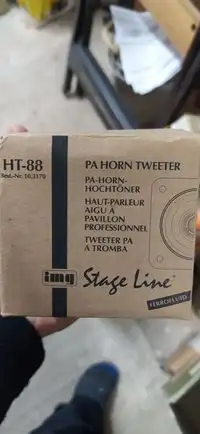 HT-88
Best.-Nr. 10.3170
PA HORN TWEETER
PA-HORN-
HOCHTÖNER
HAUT-PARLEUR
AIGU À
PAVILLON
PROFESSIONNEL
TWEETER PA
A TROMBA
img Stage Line®
FERROFLUID